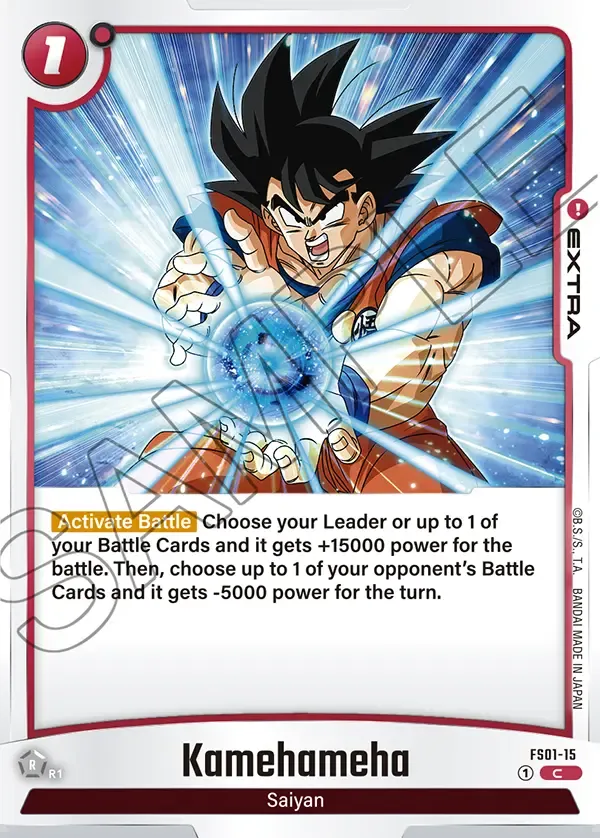 1
! EXTRA
SAMPLE
Activate Battle Choose your Leader or up to 1 of
your Battle Cards and it gets +15000 power for the
battle. Then, choose up to 1 of your opponent's Battle
Cards and it gets -5000 power for the turn.
©B.S./S., T.A. BANDAI MADE IN JAPAN
Kamehameha
FS01-15
R R1
1 C
Saiyan